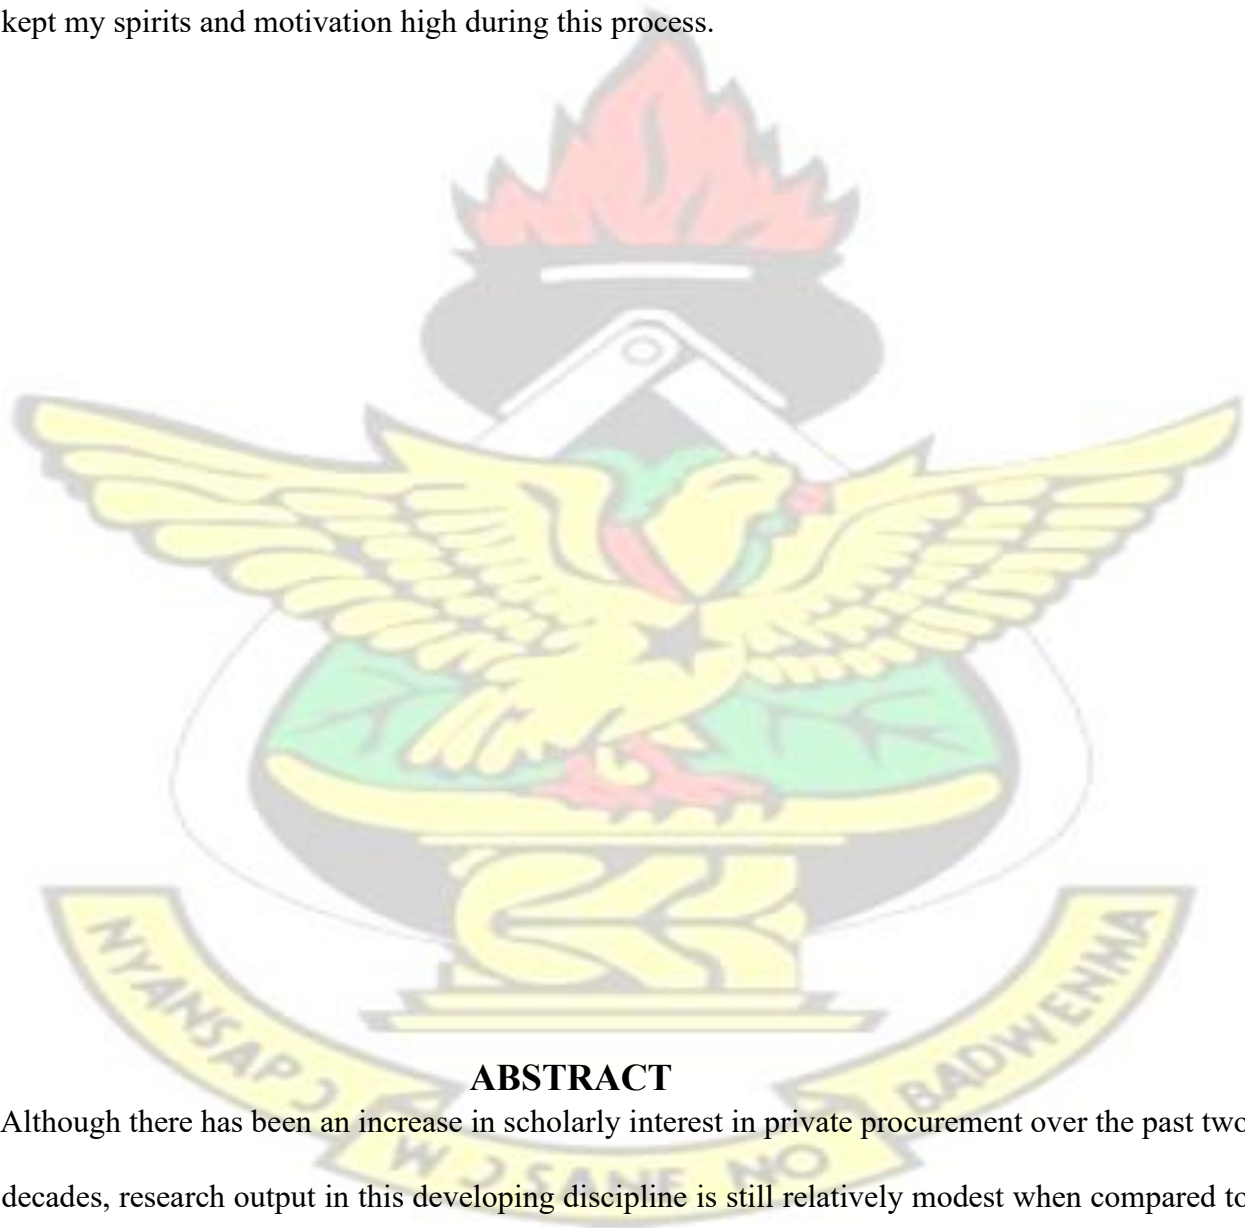 kept my spirits and motivation high during this process.
NYANSAPƆ
BADWENMA
WƆSANE NO
ABSTRACT
Although there has been an increase in scholarly interest in private procurement over the past two
decades, research output in this developing discipline is still relatively modest when compared to